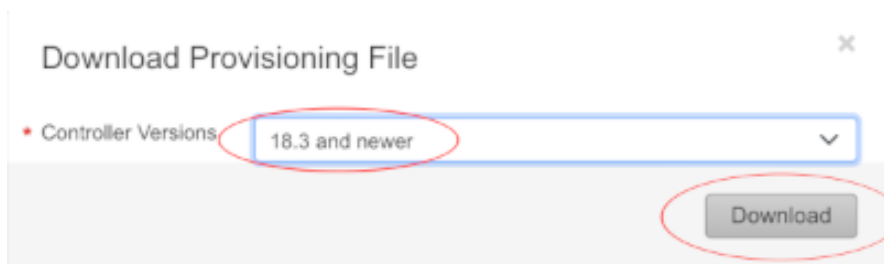 Download Provisioning File
* Controller Versions 18.3 and newer
Download